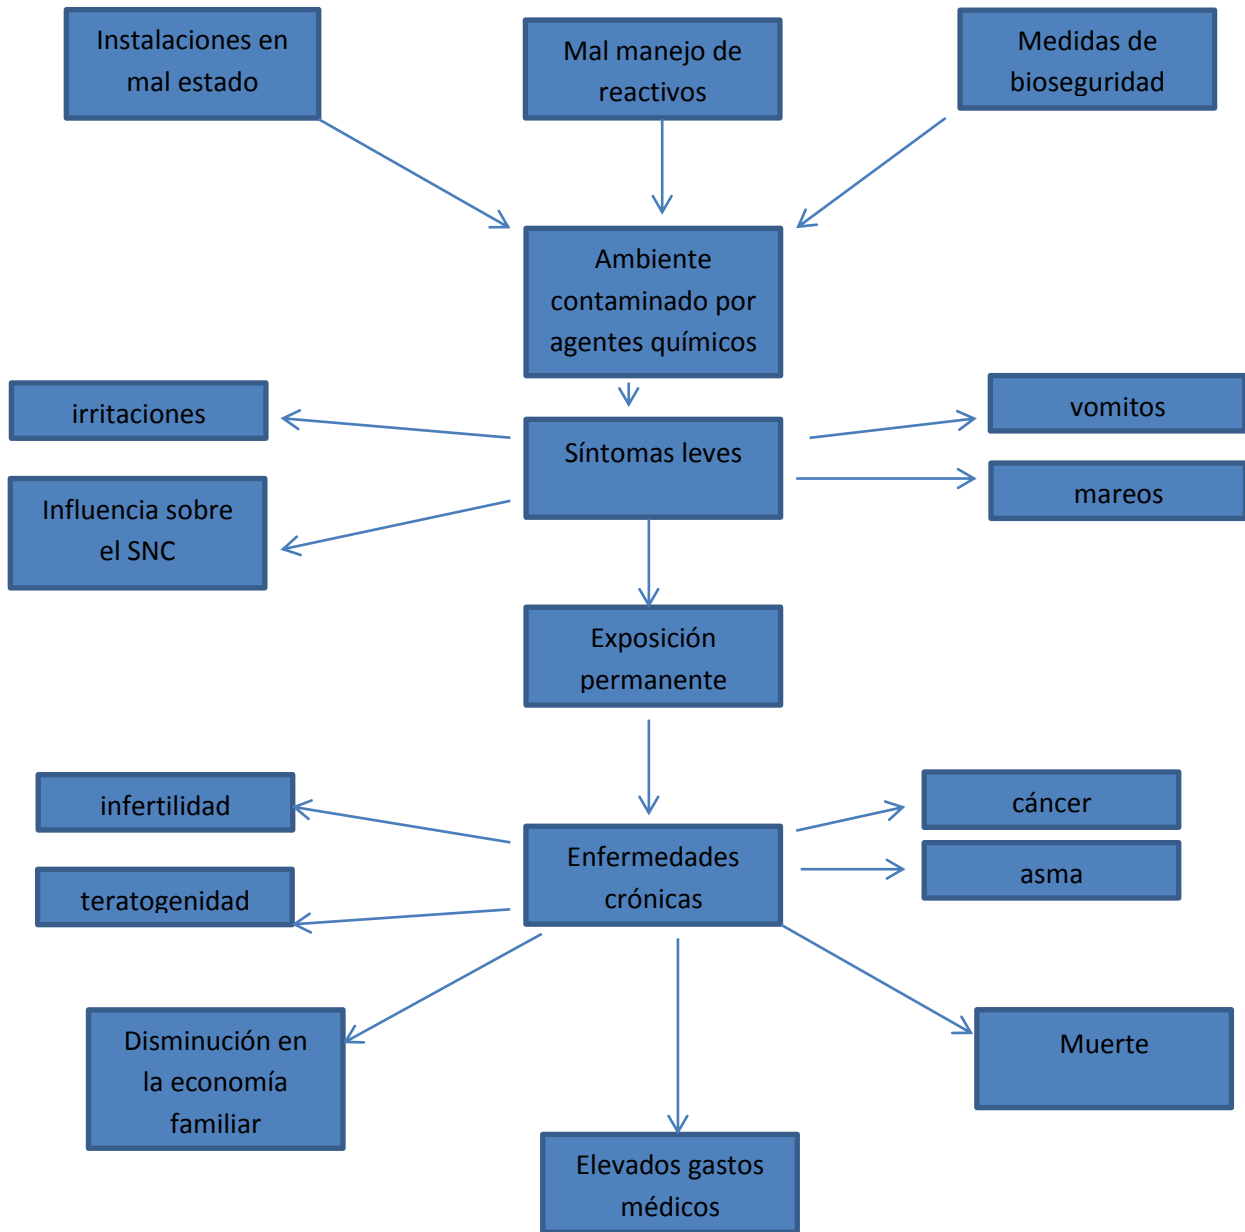 Instalaciones en
mal estado
Mal manejo de
reactivos
Medidas de
bioseguridad
Ambiente
contaminado por
agentes químicos
irritaciones
Síntomas leves
vomitos
mareos
Influencia sobre
el SNC
Exposición
permanente
infertilidad
teratogenidad
Enfermedades
crónicas
cáncer
asma
Disminución en
la economía
familiar
Muerte
Elevados gastos
médicos